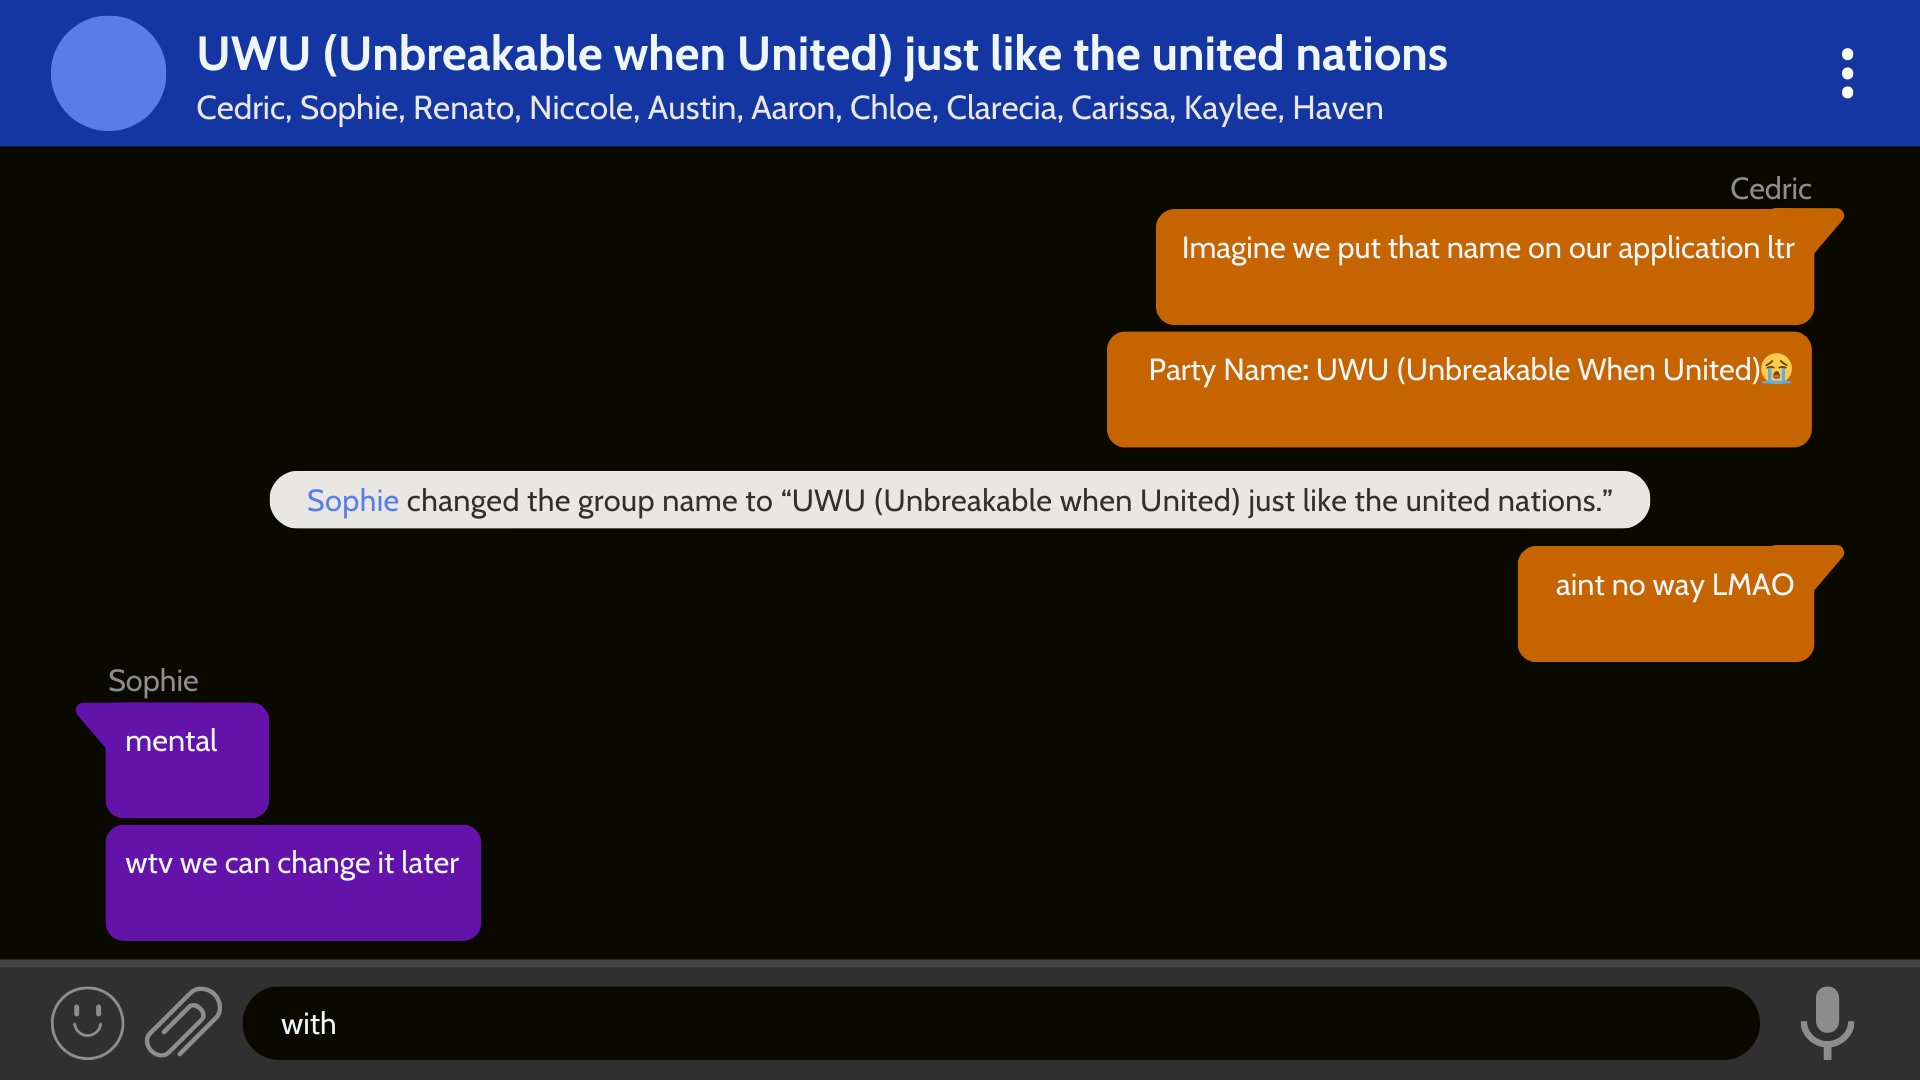 UWU (Unbreakable when United) just like the united nations
Cedric, Sophie, Renato, Niccole, Austin, Aaron, Chloe, Clarecia, Carissa, Kaylee, Haven
Cedric
Imagine we put that name on our application ltr
Party Name: UWU (Unbreakable When United)😭
Sophie changed the group name to “UWU (Unbreakable when United) just like the united nations.”
aint no way LMAO
Sophie
mental
wtv we can change it later
with